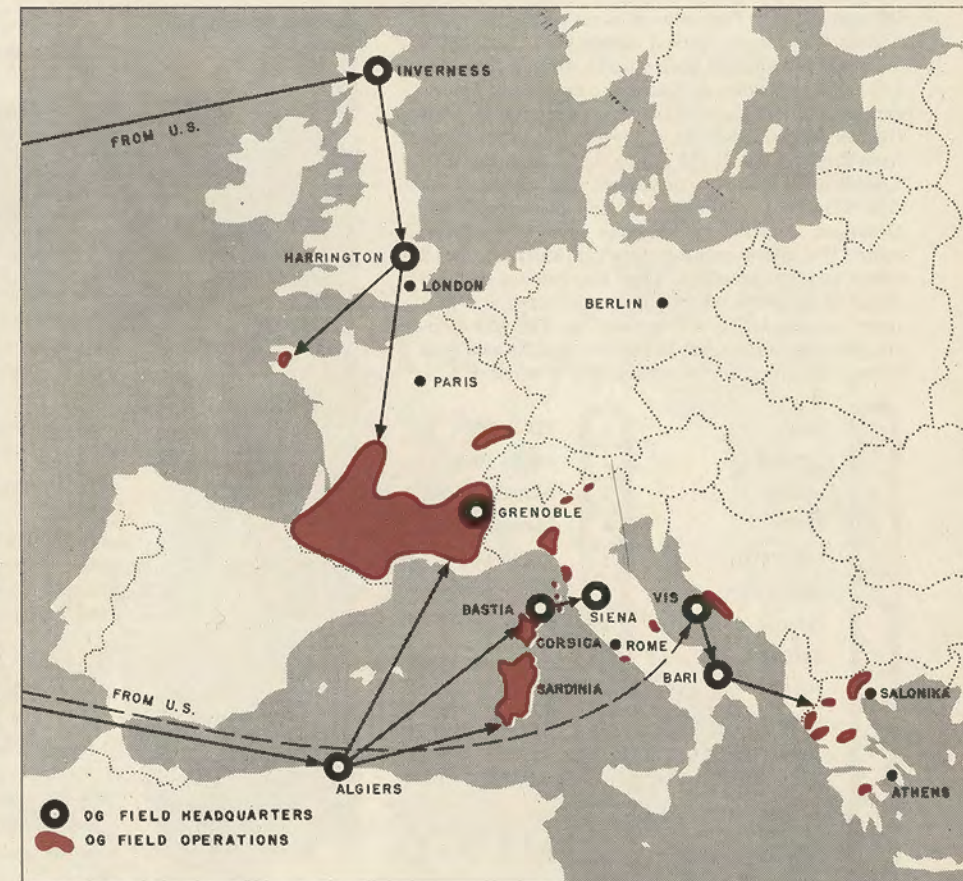 INVERNESS
FROM U.S.
HARRINGTON
LONDON
BERLIN
PARIS
GRENOBLE
BASTIA
SIENA
VIS
CORSICA
ROME
BARI
SARDINIA
SALONIKA
FROM U.S.
ALGIERS
ATHENS
OG FIELD HEADQUARTERS
OG FIELD OPERATIONS